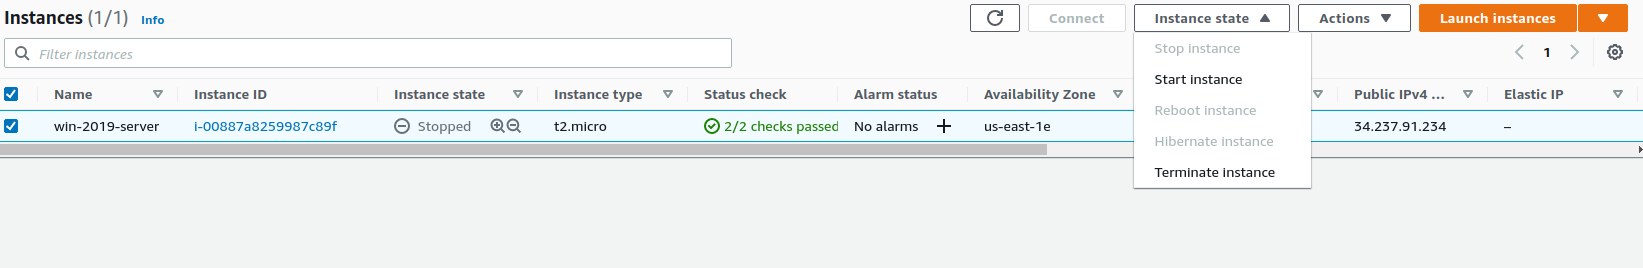 Instances (1/1) Info Connect Instance state Actions Launch instances
Filter instances 1
Stop instance
Start instance
Reboot instance
Hibernate instance
Terminate instance
Name Instance ID Instance state Instance type Status check Alarm status Availability Zone Public IPv4 ... Elastic IP
win-2019-server i-00887a8259987c89f Stopped t2.micro 2/2 checks passed No alarms us-east-1e 34.237.91.234 –